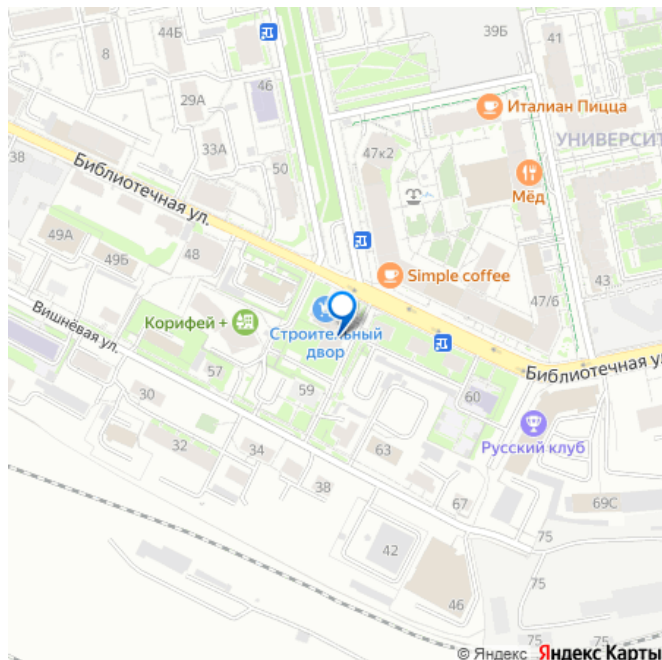 44Б
39Б
41
8
46
29А
Италиан Пицца
УНИВЕРСИТ
33А
47к2
38
50
Мёд
Библиотечная ул.
49А
49Б
48
Simple coffee
43
47/6
Вишнёвая ул.
Корифей +
Строительный
двор
57
59
60
Библиотечная ул
30
32
34
63
Русский клуб
38
67
69С
75
42
75
46
75
75
© Яндекс Яндекс Карты